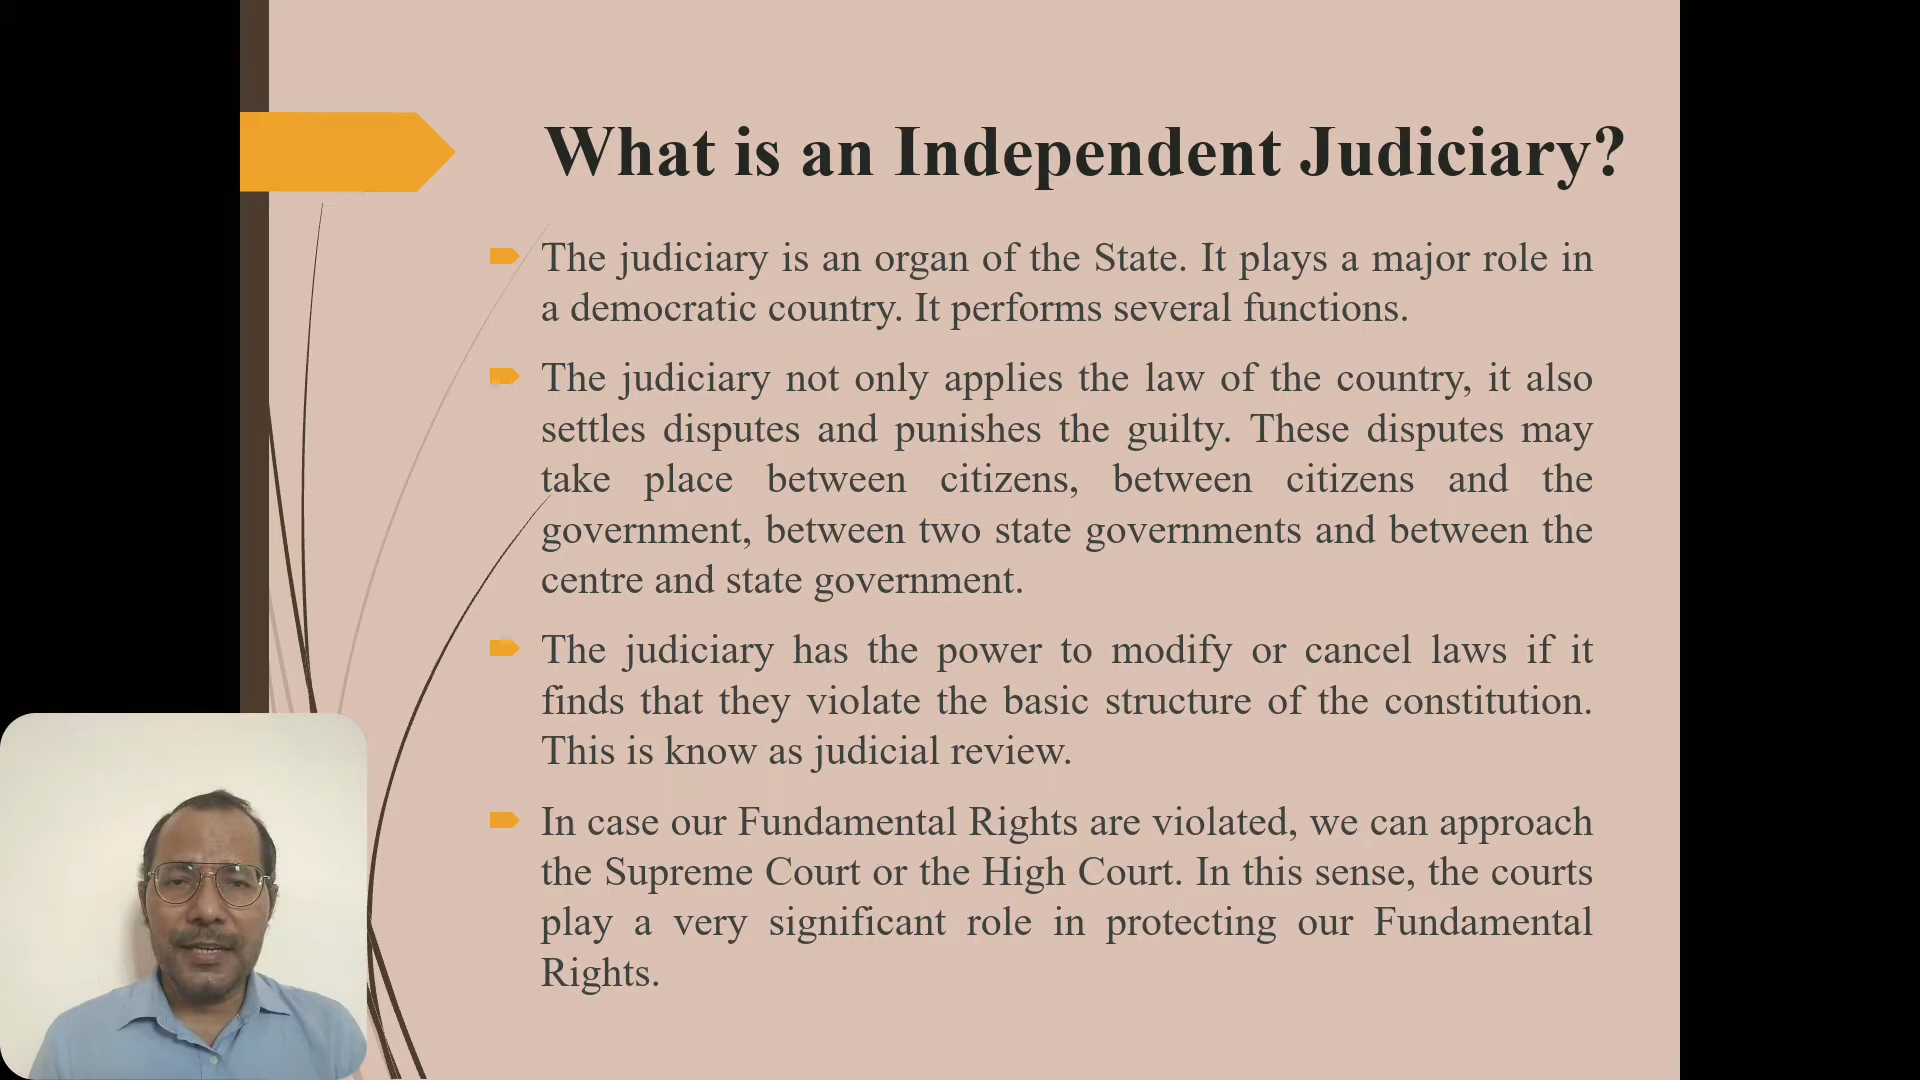 What is an Independent Judiciary?
The judiciary is an organ of the State. It plays a major role in
a democratic country. It performs several functions.
The judiciary not only applies the law of the country, it also
settles disputes and punishes the guilty. These disputes may
take place between citizens, between citizens and the
government, between two state governments and between the
centre and state government.
The judiciary has the power to modify or cancel laws if it
finds that they violate the basic structure of the constitution.
This is know as judicial review.
In case our Fundamental Rights are violated, we can approach
the Supreme Court or the High Court. In this sense, the courts
play a very significant role in protecting our Fundamental
Rights.